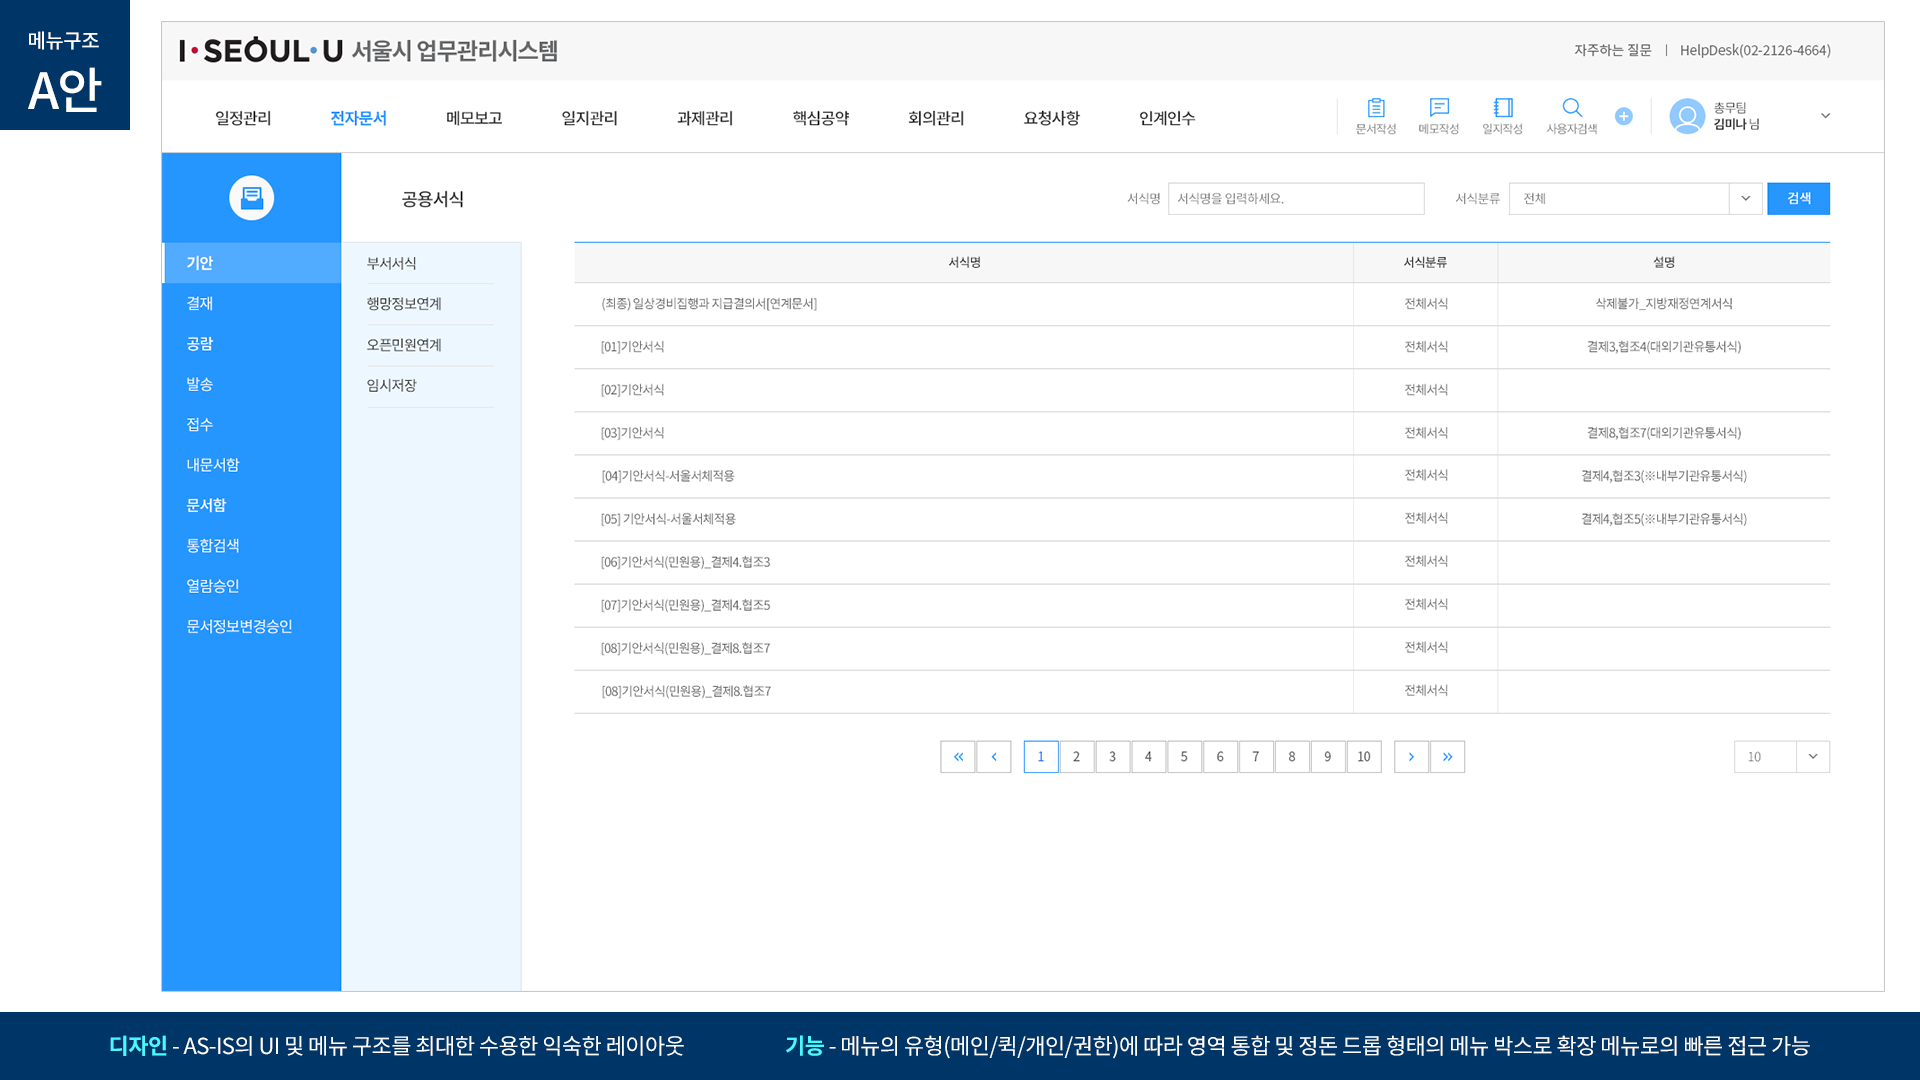 메뉴구조
A안
I·SEOUL·U 서울시 업무관리시스템
자주하는 질문 | HelpDesk(02-2126-4664)
일정관리 전자문서 메모보고 일지관리 과제관리 핵심공약 회의관리 요청사항 인계인수
문서작성 메모작성 일지작성 사용자검색
총무팀
김미나 님
공용서식
서식명 서식명을 입력하세요. 서식분류 전체 검색
기안
결재
공람
발송
접수
내문서함
문서함
통합검색
열람승인
문서정보변경승인
부서서식
행망정보연계
오픈민원연계
임시저장
서식명 서식분류 설명
(최종) 일상경비집행과 지급결의서[연계문서] 전체서식 삭제불가_지방재정연계서식
[01]기안서식 전체서식 결제3,협조4(대외기관유통서식)
[02]기안서식 전체서식
[03]기안서식 전체서식 결제8,협조7(대외기관유통서식)
[04]기안서식-서울서체적용 전체서식 결제4,협조3(※내부기관유통서식)
[05] 기안서식-서울서체적용 전체서식 결제4,협조5(※내부기관유통서식)
[06]기안서식(민원용)_결제4.협조3 전체서식
[07]기안서식(민원용)_결제4.협조5 전체서식
[08]기안서식(민원용)_결제8.협조7 전체서식
[08]기안서식(민원용)_결제8.협조7 전체서식
« ‹ 1 2 3 4 5 6 7 8 9 10 › »
10
디자인 - AS-IS의 UI 및 메뉴 구조를 최대한 수용한 익숙한 레이아웃
기능 - 메뉴의 유형(메인/퀵/개인/권한)에 따라 영역 통합 및 정돈 드롭 형태의 메뉴 박스로 확장 메뉴로의 빠른 접근 가능